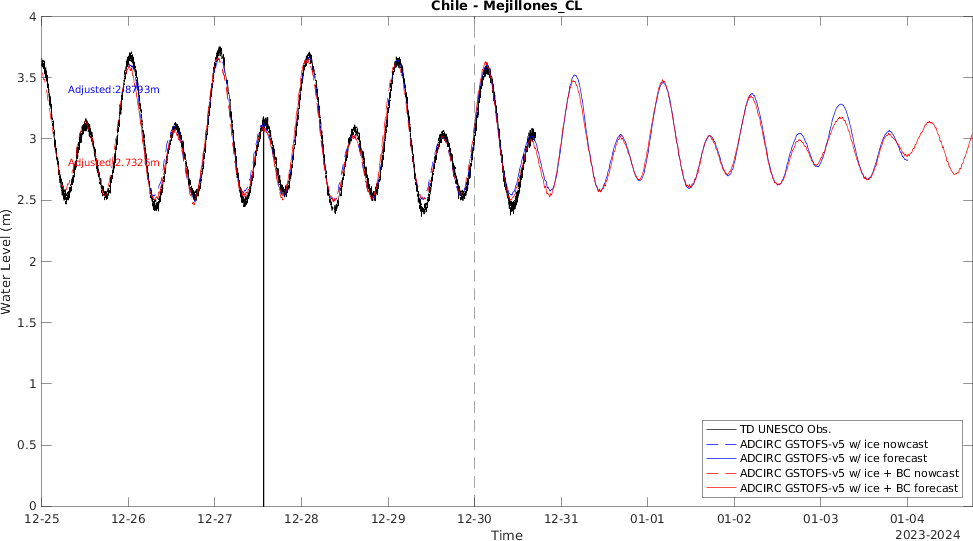 Chile - Mejillones_CL
4
3.5
3
2.5
2
1.5
1
0.5
0
Water Level (m)
Adjusted:2.8793m
Adjusted:2.7326m
TD UNESCO Obs.
ADCIRC GSTOFS-v5 w/ ice nowcast
ADCIRC GSTOFS-v5 w/ ice forecast
ADCIRC GSTOFS-v5 w/ ice + BC nowcast
ADCIRC GSTOFS-v5 w/ ice + BC forecast
12-25 12-26 12-27 12-28 12-29 12-30 12-31 01-01 01-02 01-03 01-04
Time
2023-2024